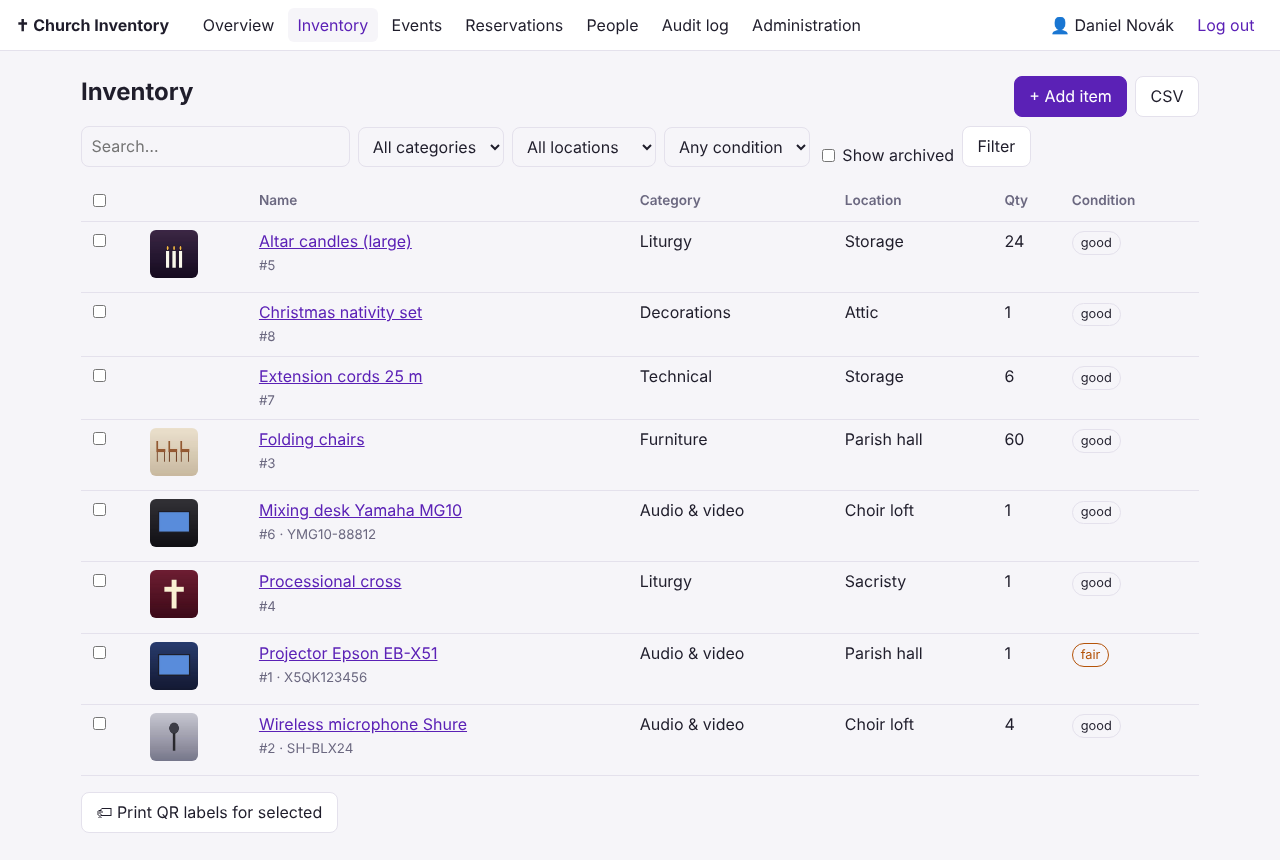 ✝ Church Inventory Overview Inventory Events Reservations People Audit log Administration 👤 Daniel Novák Log out
Inventory + Add item CSV
Search... All categories All locations Any condition Show archived Filter
Name Category Location Qty Condition
Altar candles (large) Liturgy Storage 24 good
#5
Christmas nativity set Decorations Attic 1 good
#8
Extension cords 25 m Technical Storage 6 good
#7
Folding chairs Furniture Parish hall 60 good
#3
Mixing desk Yamaha MG10 Audio & video Choir loft 1 good
#6 · YMG10-88812
Processional cross Liturgy Sacristy 1 good
#4
Projector Epson EB-X51 Audio & video Parish hall 1 fair
#1 · X5QK123456
Wireless microphone Shure Audio & video Choir loft 4 good
#2 · SH-BLX24
🏷 Print QR labels for selected